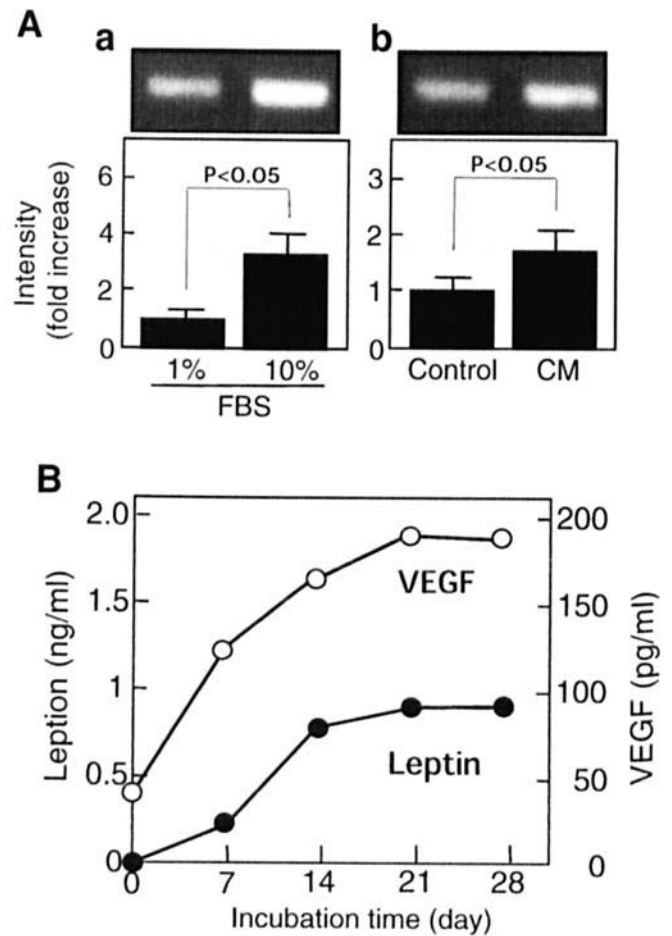 A
a
b
Intensity
(fold increase)
6
4
2
0
P<0.05
1%
10%
FBS
3
2
1
0
P<0.05
Control
CM
B
Leption (ng/ml)
2.0
1.5
1
0.5
0
VEGF
Leptin
200
150
100
50
0
VEGF (pg/ml)
0
7
14
21
28
Incubation time (day)